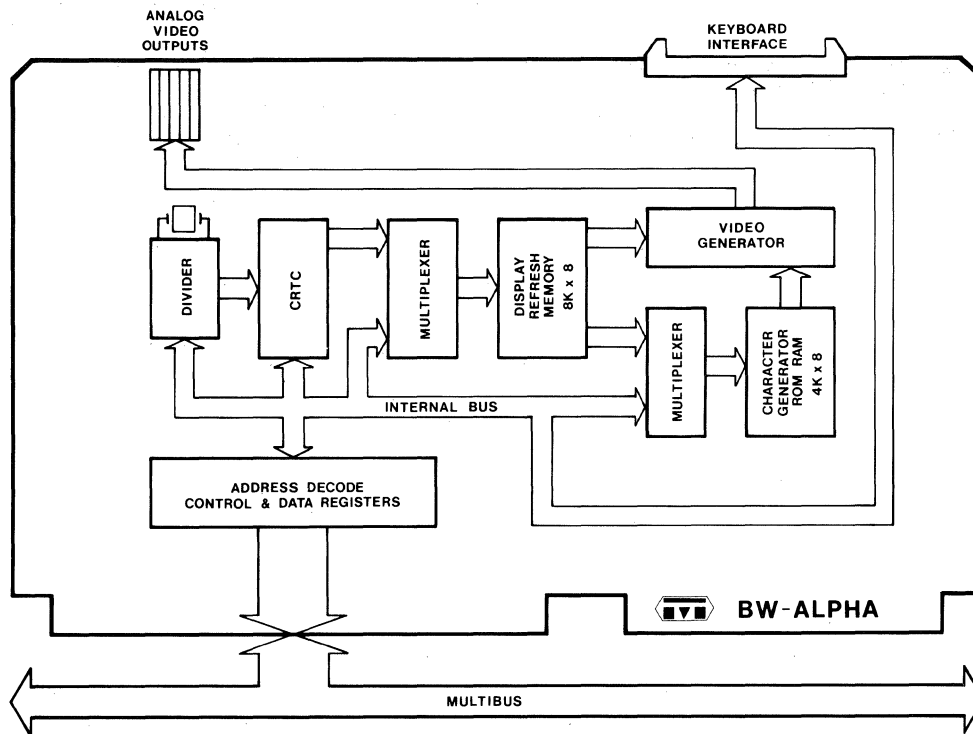 ANALOG
VIDEO
OUTPUTS
KEYBOARD
INTERFACE
DIVIDER
CRTC
MULTIPLEXER
DISPLAY
REFRESH
MEMORY
8K x 8
VIDEO
GENERATOR
MULTIPLEXER
CHARACTER
GENERATOR
ROM RAM
4K x 8
INTERNAL BUS
ADDRESS DECODE
CONTROL & DATA REGISTERS
BW-ALPHA
MULTIBUS